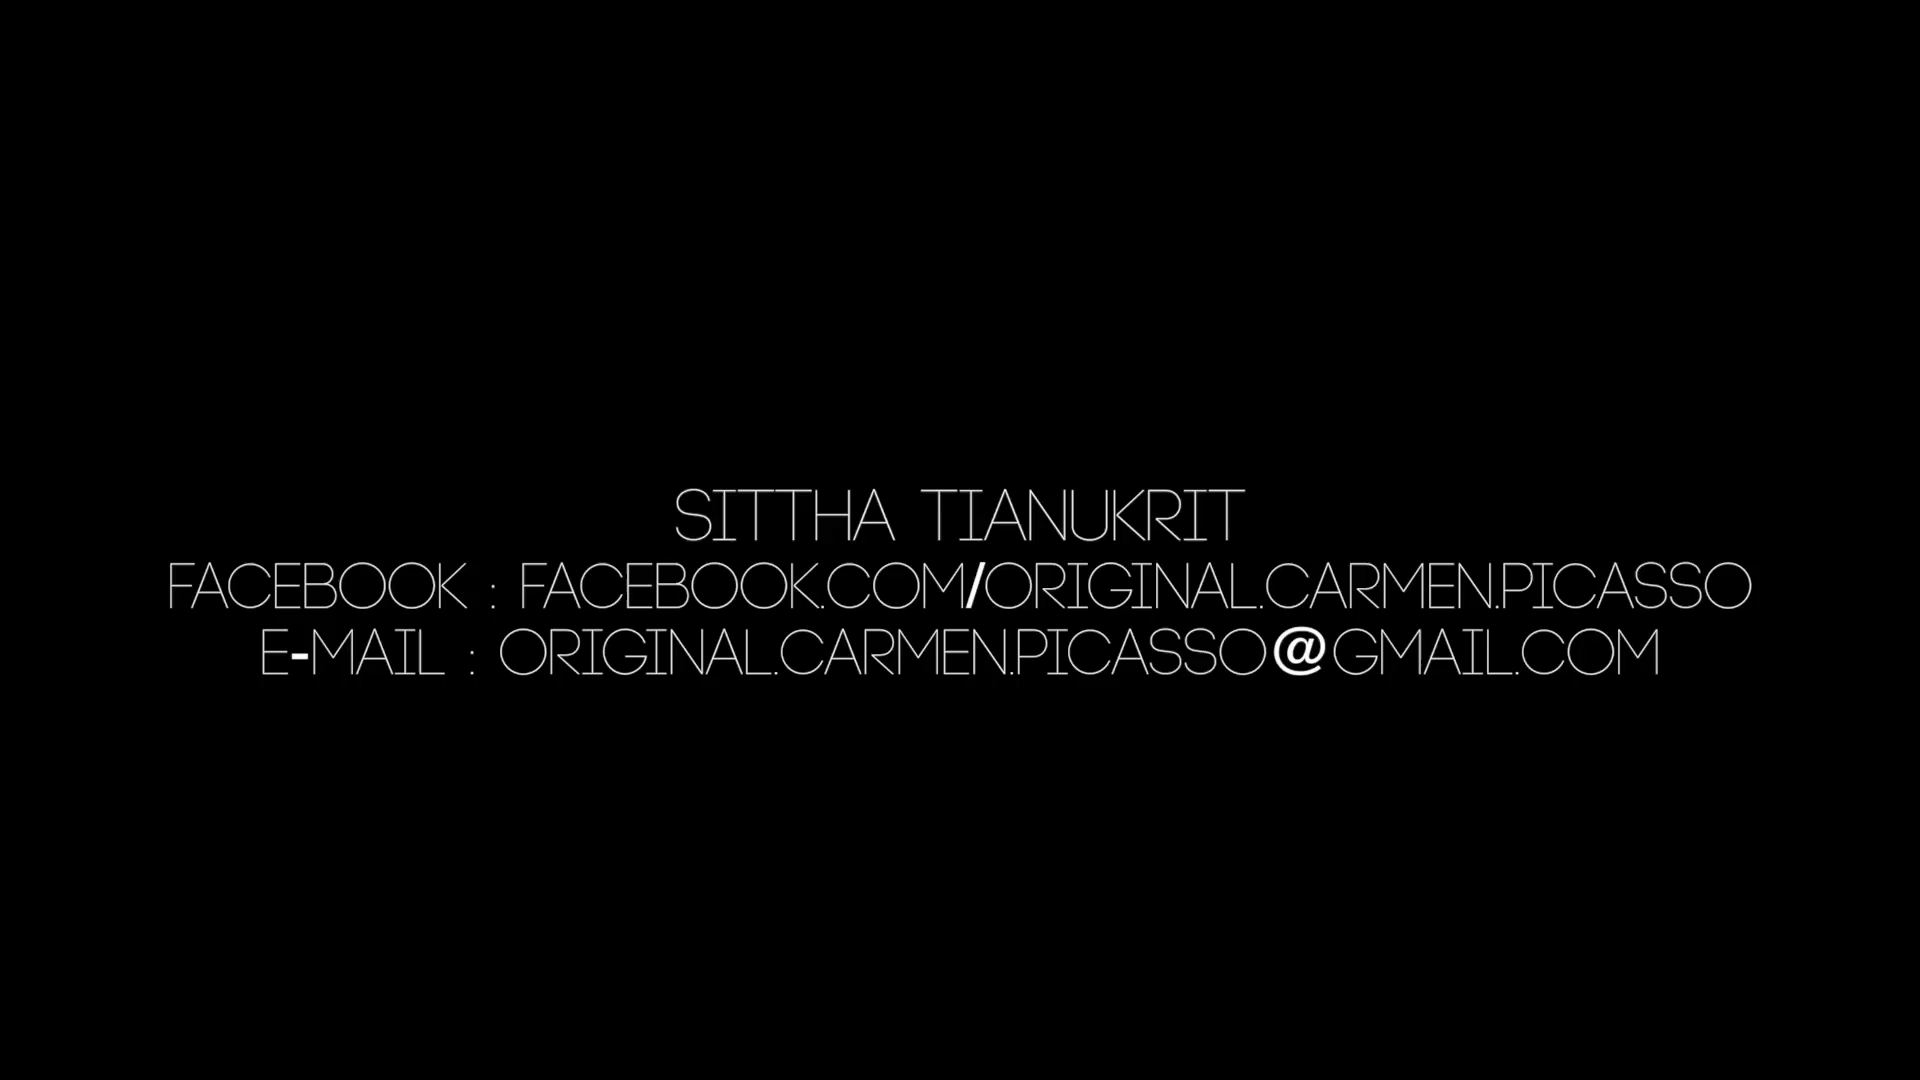 SITTHA TIANUKRIT
FACEBOOK : FACEBOOK.COM/ORIGINAL.CARMEN.PICASSO
E-MAIL : ORIGINAL.CARMEN.PICASSO@GMAIL.COM